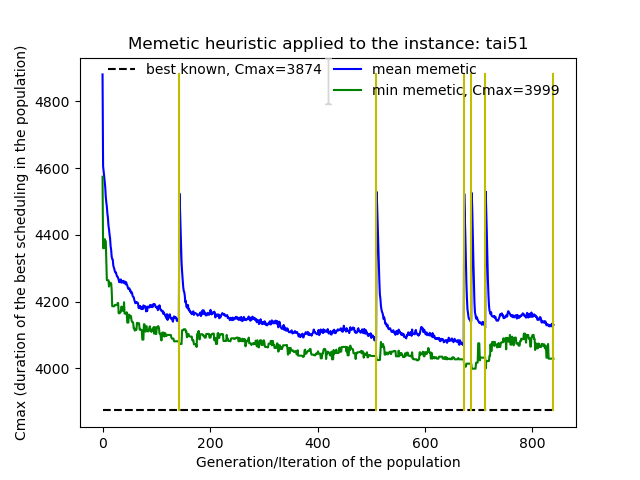 Memetic heuristic applied to the instance: tai51
best known, Cmax=3874
mean memetic
min memetic, Cmax=3999
Cmax (duration of the best scheduling in the population)
4800
4600
4400
4200
4000
0 200 400 600 800
Generation/Iteration of the population